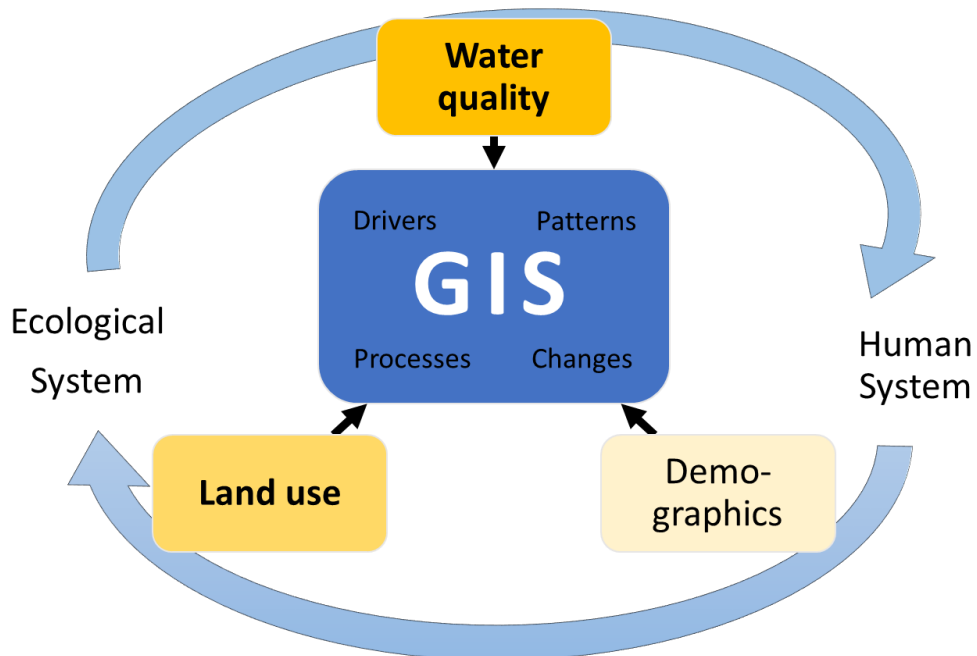 Water
quality
Drivers
Patterns
GIS
Processes
Changes
Ecological
System
Human
System
Land use
Demo-
graphics